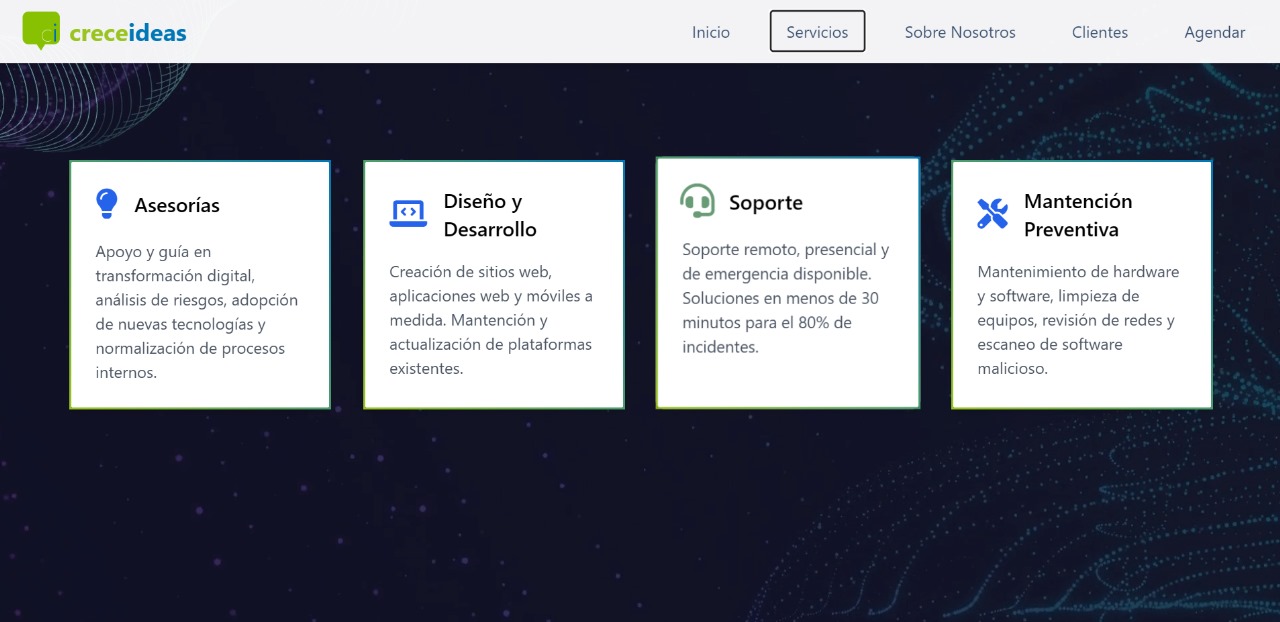 ci creceideas
Inicio
Servicios
Sobre Nosotros
Clientes
Agendar
Asesorías
Apoyo y guía en
transformación digital,
análisis de riesgos, adopción
de nuevas tecnologías y
normalización de procesos
internos.
Diseño y
Desarrollo
Creación de sitios web,
aplicaciones web y móviles a
medida. Mantención y
actualización de plataformas
existentes.
Soporte
Soporte remoto, presencial y
de emergencia disponible.
Soluciones en menos de 30
minutos para el 80% de
incidentes.
Mantención
Preventiva
Mantenimiento de hardware
y software, limpieza de
equipos, revisión de redes y
escaneo de software
malicioso.